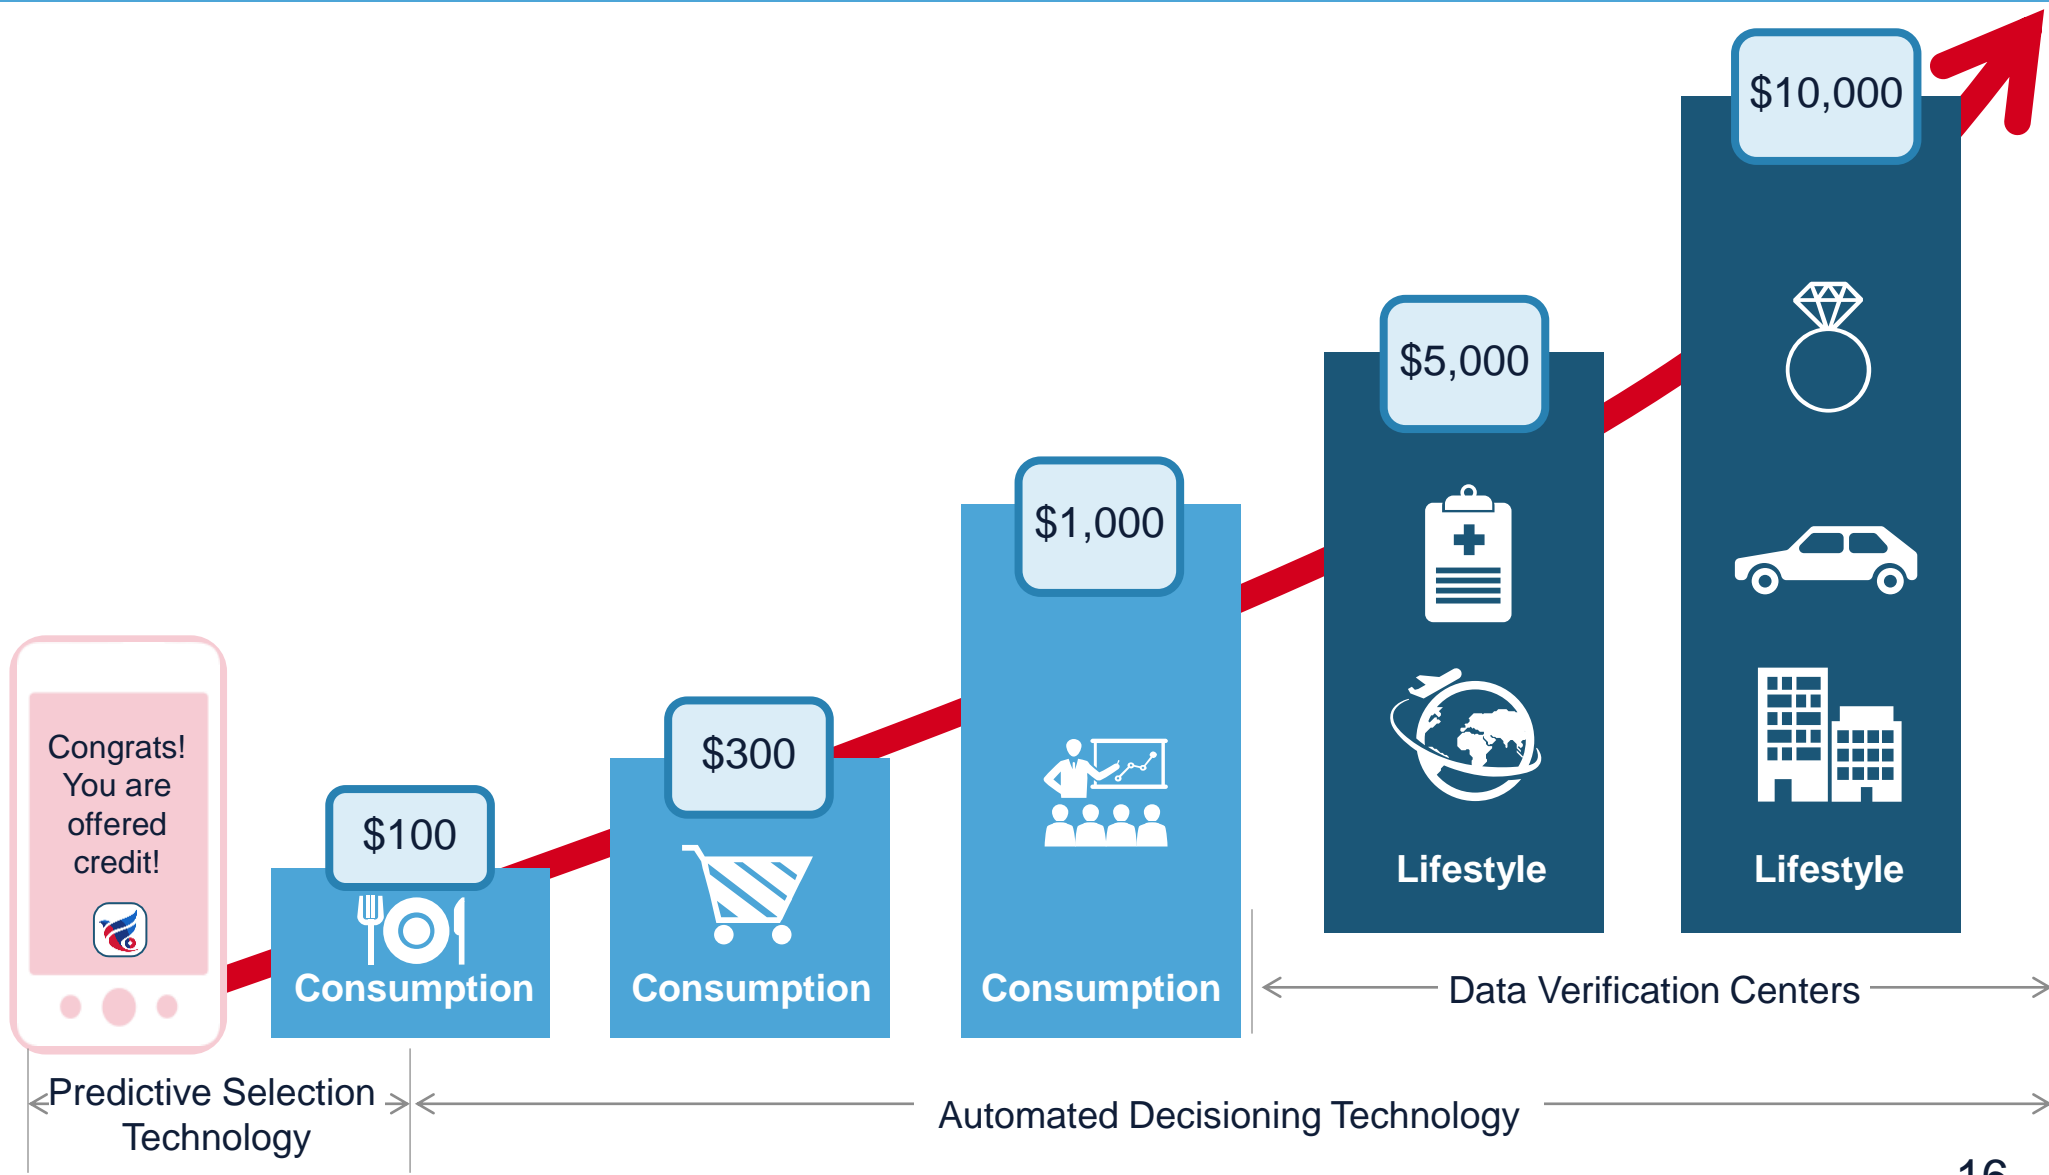 $10,000
$5,000
$1,000
$300
$100
Congrats!
You are
offered
credit!
Lifestyle
Lifestyle
Consumption
Consumption
Consumption
Data Verification Centers
Predictive Selection
Technology
Automated Decisioning Technology
16